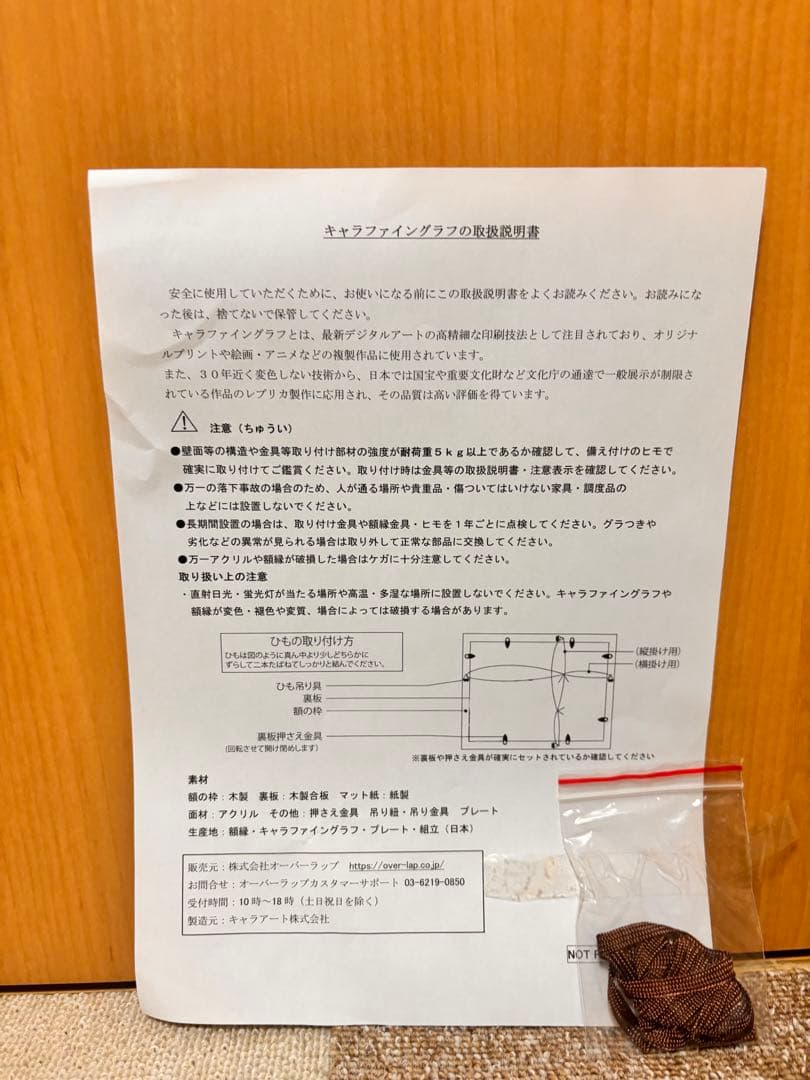 キャラファイングラフの取扱説明書
安全に使用していただくために、お使いになる前にこの取扱説明書をよくお読みください。お読みにな
った後は、捨てないで保管してください。
キャラファイングラフとは、最新デジタルアートの高精細な印刷技法として注目されており、オリジナ
ルプリントや絵画・アニメなどの複製作品に使用されています。
また、30年近く変色しない技術から、日本では国宝や重要文化財など文化庁の通達で一般展示が制限さ
れている作品のレプリカ製作に応用され、その品質は高い評価を得ています。
注意(ちゅうい)
●壁面等の構造や金具等取り付け部材の強度が耐荷重5kg以上であるか確認して、備え付けのヒモで
確実に取り付けてご鑑賞ください。取り付け時は金具等の取扱説明書・注意表示を確認してください。
●万一の落下事故の場合のため、人が通る場所や貴重品・傷ついてはいけない家具・調度品の
上などには設置しないでください。
●長期間設置の場合は、取り付け金具や額縁金具・ヒモを1年ごとに点検してください。グラつきや
劣化などの異常が見られる場合は取り外して正常な部品に交換してください。
●万一アクリルや額縁が破損した場合はケガに十分注意してください。
取り扱い上の注意
・直射日光・蛍光灯が当たる場所や高温・多湿な場所に設置しないでください。キャラファイングラフや
額縁が変色・褪色や変質、場合によっては破損する場合があります。
ひもの取り付け方
ひもは図のように真ん中より少しどちらかに
ずらして二本たばねてしっかりと結んでください。
(縦掛け用)
(横掛け用)
ひも吊り具
裏板
額の枠
裏板押さえ金具
(回転させて開け閉めします)
※裏板や押さえ金具が確実にセットされているか確認してください
素材
額の枠:木製 裏板:木製合板 マット紙:紙製
面材:アクリル その他:押さえ金具 吊り紐・吊り金具 プレート
生産地:額縁・キャラファイングラフ・プレート・組立(日本)
販売元:株式会社オーバーラップ https://over-lap.co.jp/
お問合せ:オーバーラップカスタマーサポート 03-6219-0850
受付時間:10時~18時(土日祝日を除く)
製造元:キャラアート株式会社
NOT